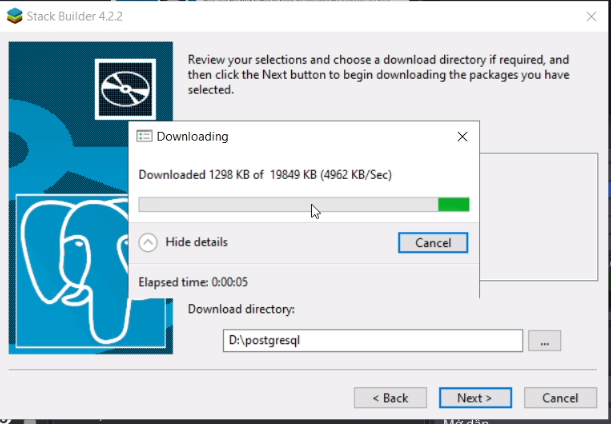 Stack Builder 4.2.2
Review your selections and choose a download directory if required, and
then click the Next button to begin downloading the packages you have
selected.
Downloading
Downloaded 1298 KB of 19849 KB (4962 KB/Sec)
Hide details
Cancel
Elapsed time: 0:00:05
Download directory:
D:\postgresql
...
< Back
Next >
Cancel